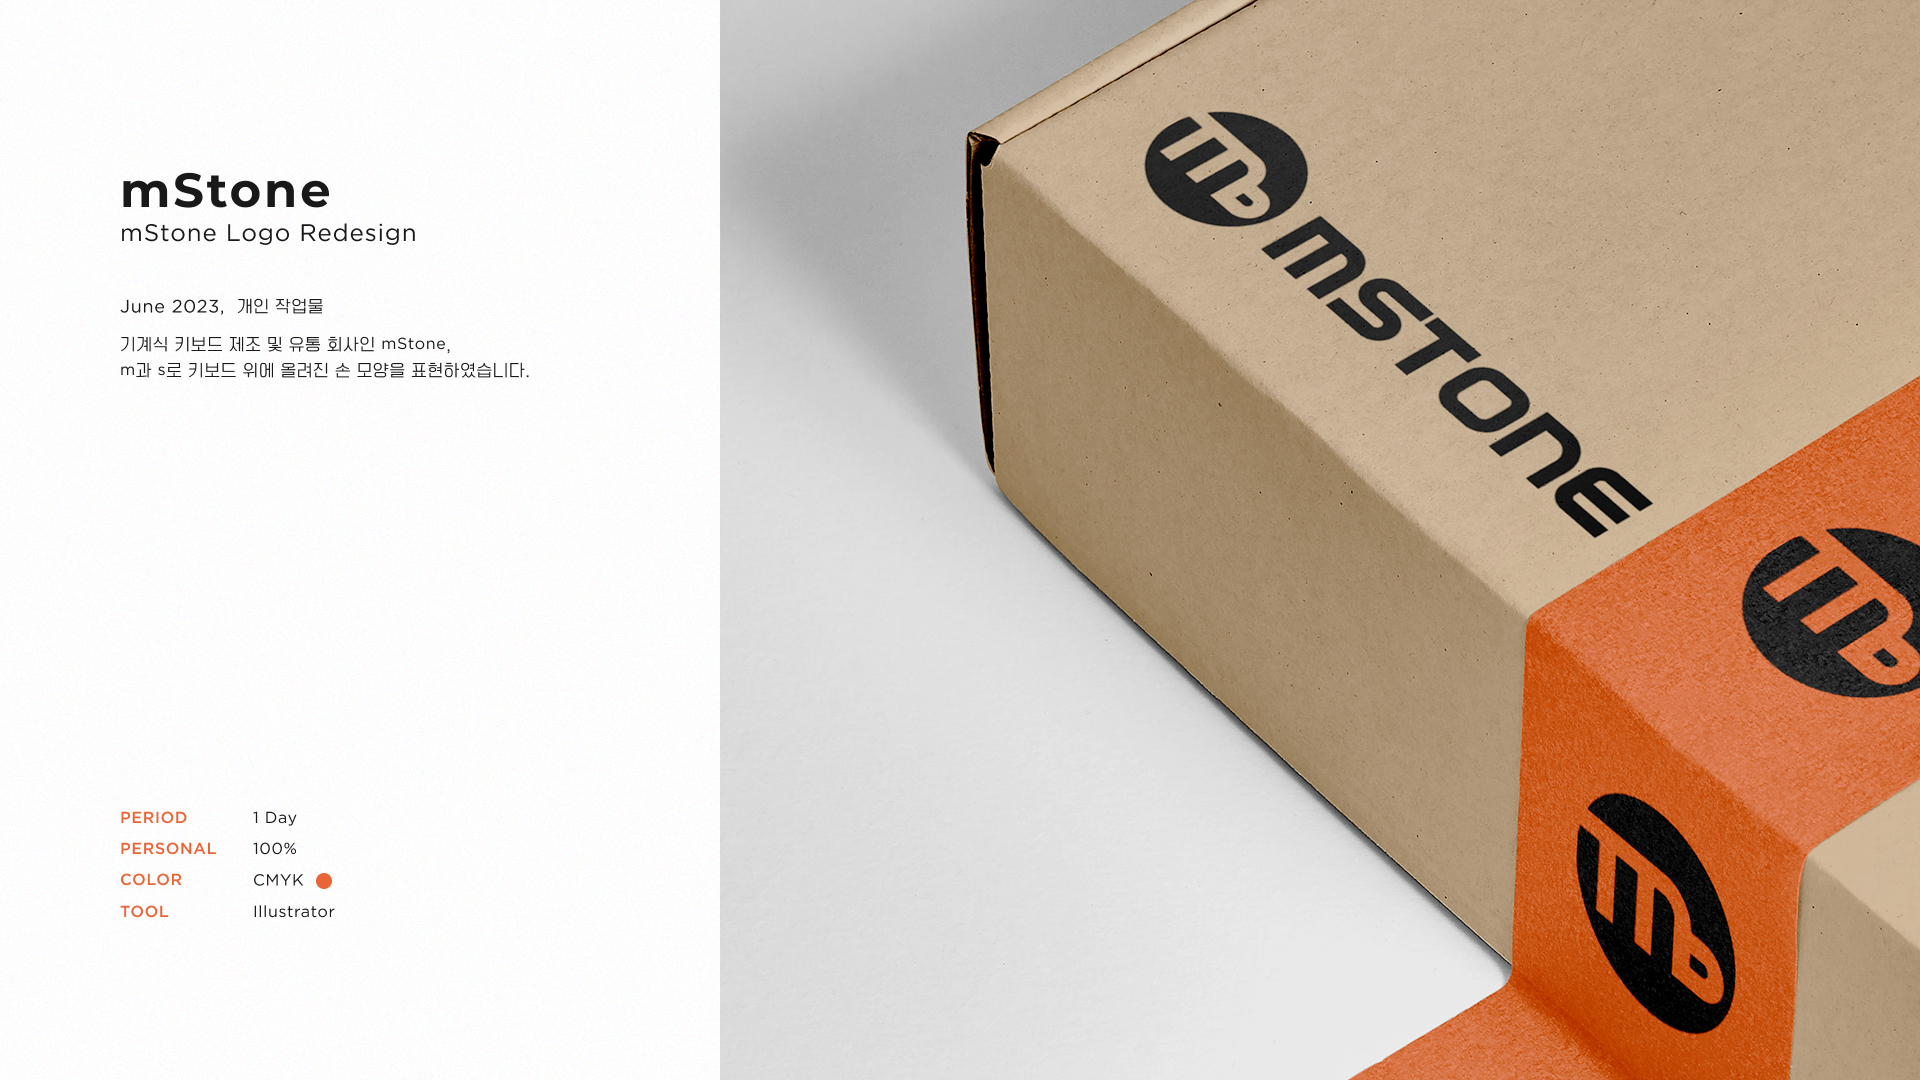 mStone
mStone Logo Redesign
June 2023, 개인 작업물
기계식 키보드 제조 및 유통 회사인 mStone,
m과 s로 키보드 위에 올려진 손 모양을 표현하였습니다.
PERIOD 1 Day
PERSONAL 100%
COLOR CMYK
TOOL Illustrator
MSTONE